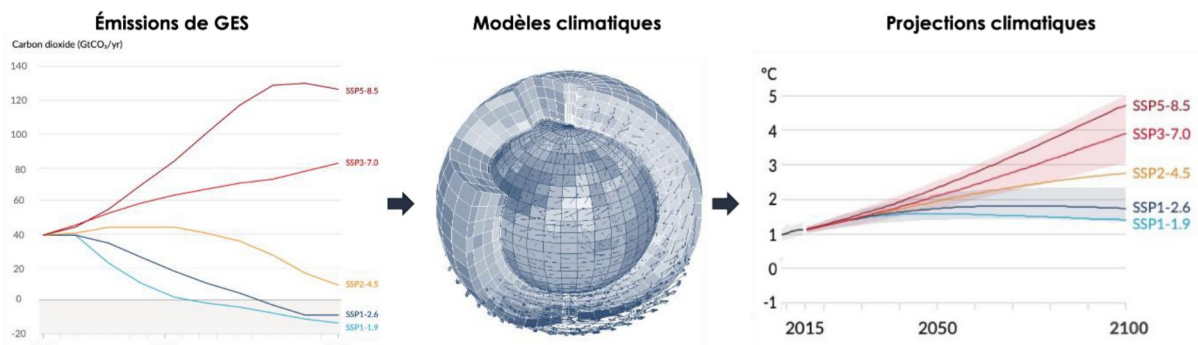 Émissions de GES
Carbon dioxide (GtCO₂/yr)
140
120
100
80
60
40
20
0
-20
SSP5-8.5
SSP3-7.0
SSP2-4.5
SSP1-2.6
SSP1-1.9
Modèles climatiques
Projections climatiques
°C
5
4
3
2
1
0
-1
SSP5-8.5
SSP3-7.0
SSP2-4.5
SSP1-2.6
SSP1-1.9
2015 2050 2100